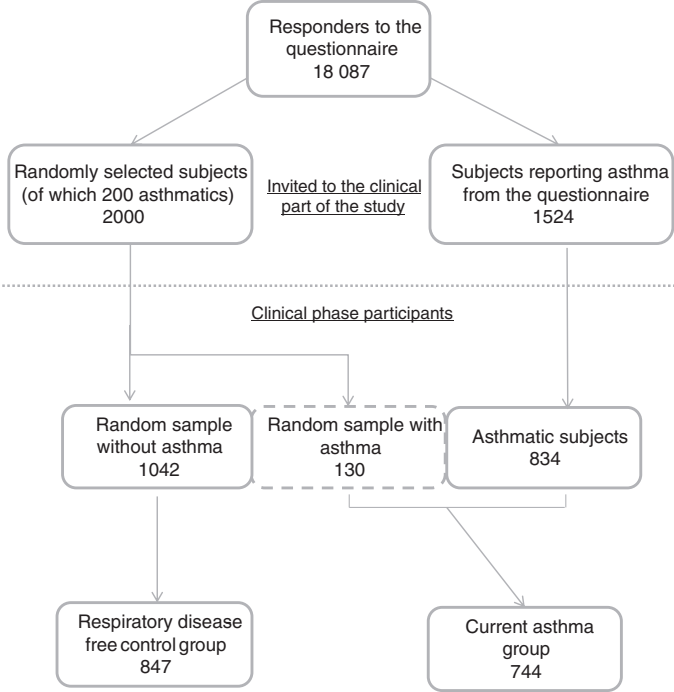 Responders to the
questionnaire
18 087
Randomly selected subjects
(of which 200 asthmatics)
2000
Invited to the clinical
part of the study
Subjects reporting asthma
from the questionnaire
1524
Clinical phase participants
Random sample
without asthma
1042
Random sample with
asthma
130
Asthmatic subjects
834
Respiratory disease
free control group
847
Current asthma
group
744